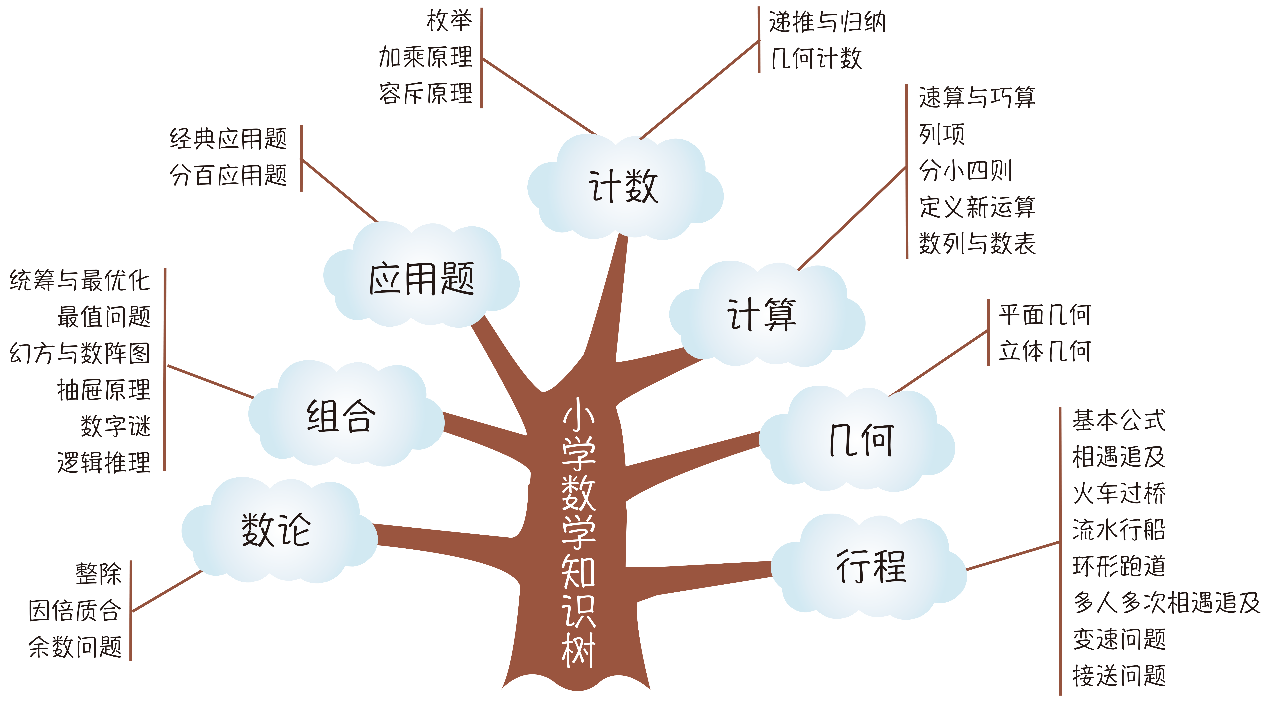 枚举
加乘原理
容斥原理
递推与归纳
几何计数
计数
经典应用题
分百应用题
应用题
速算与巧算
列项
分小四则
定义新运算
数列与数表
计算
统筹与最优化
最值问题
幻方与数阵图
抽屉原理
数字谜
逻辑推理
组合
平面几何
立体几何
几何
整除
因倍质合
余数问题
数论
基本公式
相遇追及
火车过桥
流水行船
环形跑道
多人多次相遇追及
变速问题
接送问题
行程
小学数学知识树